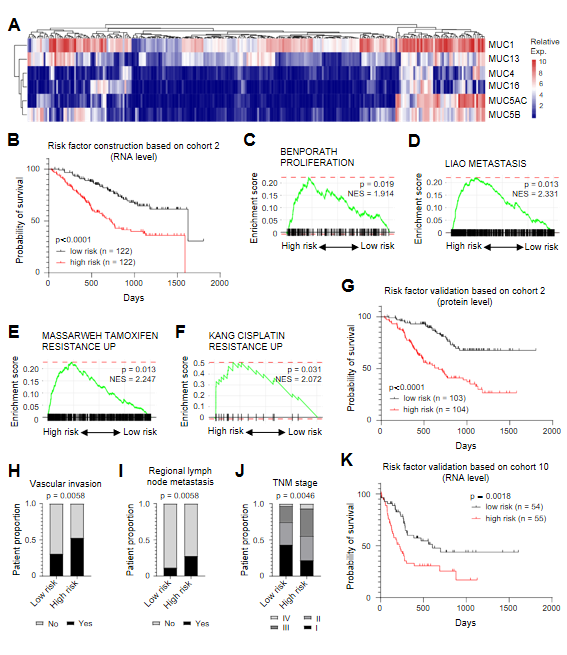 A
Relative
Exp.
MUC1
MUC13
MUC4
MUC16
MUC5AC
MUC5B
10
8
6
4
2
0
B
Risk factor construction based on cohort 2
(RNA level)
Probability of survival
100
50
0
p<0.0001
low risk (n = 122)
high risk (n = 122)
0
500
1000
1500
2000
Days
C
BENPORATH
PROLIFERATION
Enrichment score
0.20
0.15
0.10
0.05
0
p = 0.019
NES = 1.914
High risk
Low risk
D
LIAO METASTASIS
Enrichment score
0.20
0.15
0.10
0.05
0
p = 0.013
NES = 2.331
High risk
Low risk
E
MASSARWEH TAMOXIFEN
RESISTANCE UP
Enrichment score
0.20
0.15
0.10
0.05
0
p = 0.013
NES = 2.247
High risk
Low risk
F
KANG CISPLATIN
RESISTANCE UP
Enrichment score
0.5
0.4
0.3
0.2
0.1
0
p = 0.031
NES = 2.072
High risk
Low risk
G
Risk factor validation based on cohort 2
(protein level)
Probability of survival
100
50
0
p<0.0001
low risk (n = 103)
high risk (n = 104)
0
500
1000
1500
2000
Days
H
Vascular invasion
p = 0.0058
Patient proportion
1.0
0.5
0
Low risk
High risk
No
Yes
I
Regional lymph
node metastasis
p = 0.0058
Patient proportion
1.0
0.5
0
Low risk
High risk
No
Yes
J
TNM stage
p = 0.0046
Patient proportion
1.0
0.5
0
Low risk
High risk
IV
II
III
I
K
Risk factor validation based on cohort 10
(RNA level)
Probability of survival
100
50
0
p = 0.0018
low risk (n = 54)
high risk (n = 55)
0
500
1000
1500
2000
Days